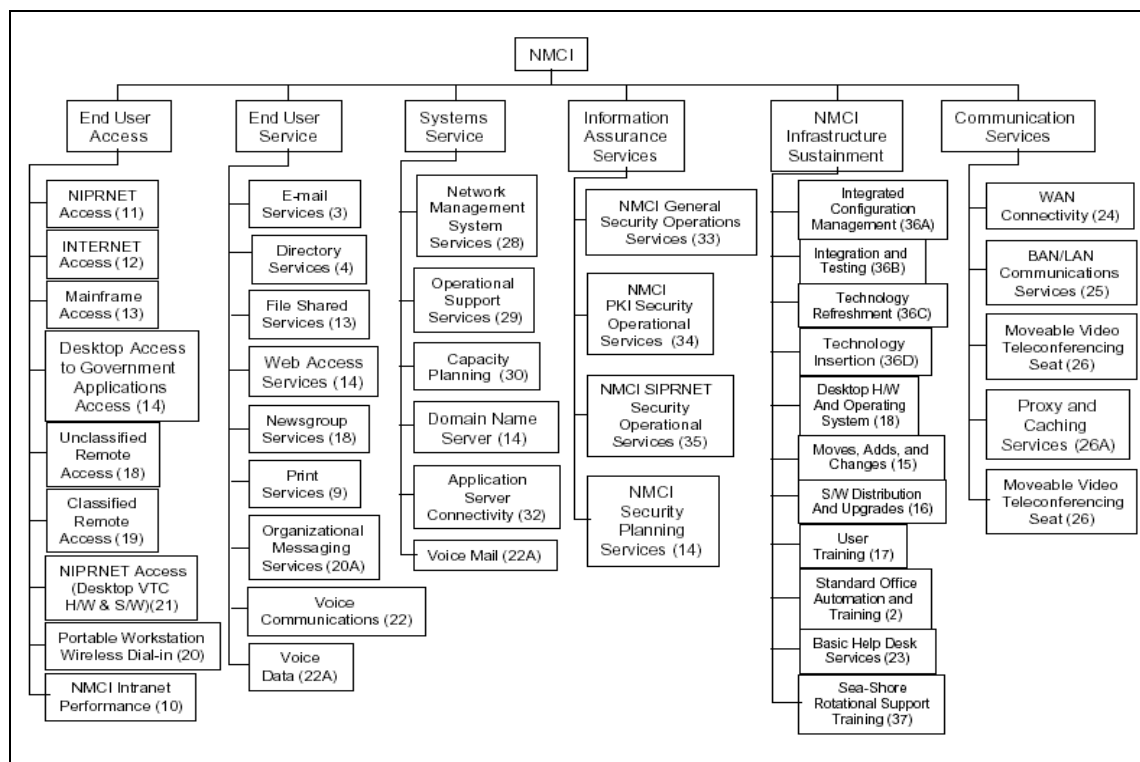 NMCI
End User
Access
NIPRNET
Access (11)
INTERNET
Access (12)
Mainframe
Access (13)
Desktop Access
to Government
Applications
Access (14)
Unclassified
Remote
Access (18)
Classified
Remote
Access (19)
NIPRNET Access
(Desktop VTC
H/W & S/W)(21)
Portable Workstation
Wireless Dial-in (20)
NMCI Intranet
Performance (10)
End User
Service
E-mail
Services (3)
Directory
Services (4)
File Shared
Services (13)
Web Access
Services (14)
Newsgroup
Services (18)
Print
Services (9)
Organizational
Messaging
Services (20A)
Voice
Communications (22)
Voice
Data (22A)
Systems
Service
Network
Management
System
Services (28)
Operational
Support
Services (29)
Capacity
Planning (30)
Domain Name
Server (14)
Application
Server
Connectivity (32)
Voice Mail (22A)
Information
Assurance
Services
NMCI General
Security Operations
Services (33)
NMCI
PKI Security
Operational
Services (34)
NMCI SIPRNET
Security
Operational
Services (35)
NMCI
Security
Planning
Services (14)
NMCI
Infrastructure
Sustainment
Integrated
Configuration
Management (36A)
Integration and
Testing (36B)
Technology
Refreshment (36C)
Technology
Insertion (36D)
Desktop H/W
And Operating
System (18)
Moves, Adds, and
Changes (15)
S/W Distribution
And Upgrades (16)
User
Training (17)
Standard Office
Automation and
Training (2)
Basic Help Desk
Services (23)
Sea-Shore
Rotational Support
Training (37)
Communication
Services
WAN
Connectivity (24)
BAN/LAN
Communications
Services (25)
Moveable Video
Teleconferencing
Seat (26)
Proxy and
Caching
Services (26A)
Moveable Video
Teleconferencing
Seat (26)